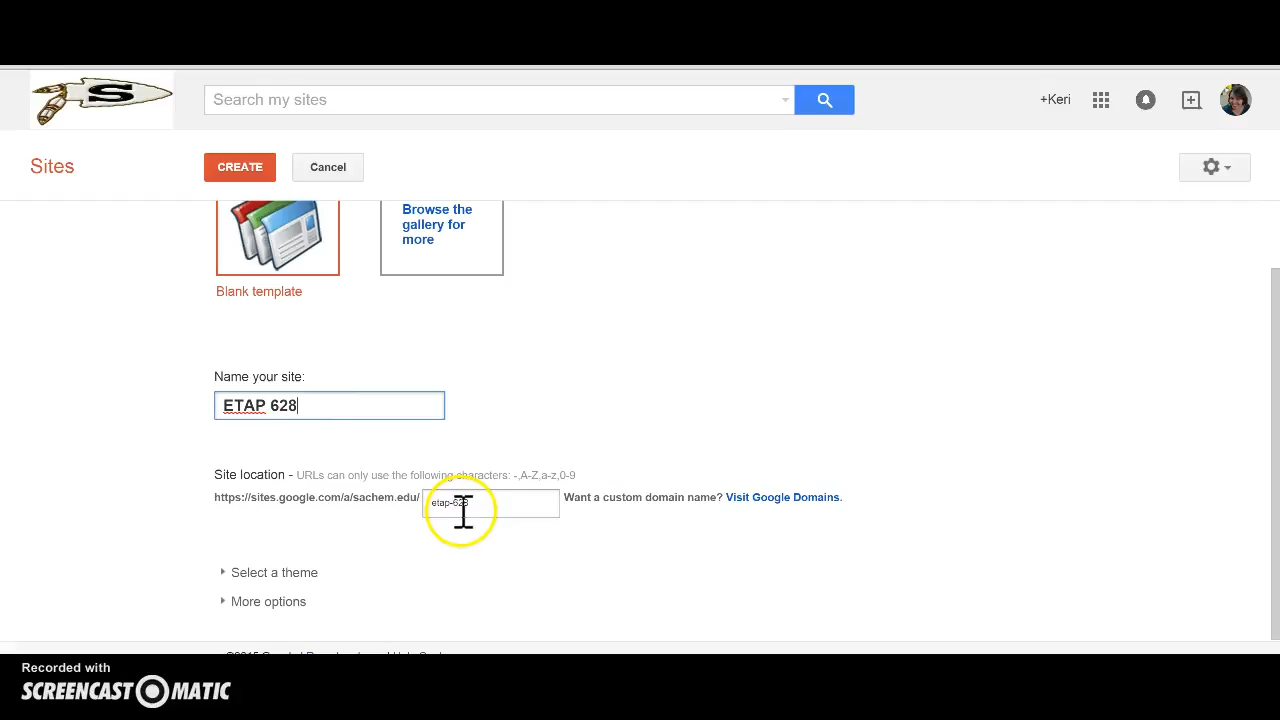 S
Search my sites
+Keri
Sites
CREATE
Cancel
Browse the
gallery for
more
Blank template
Name your site:
ETAP 628
Site location - URLs can only use the following characters: -,A-Z,a-z,0-9
https://sites.google.com/a/sachem.edu/ etap-628 Want a custom domain name? Visit Google Domains.
Select a theme
More options
Recorded with
SCREENCAST O MATIC